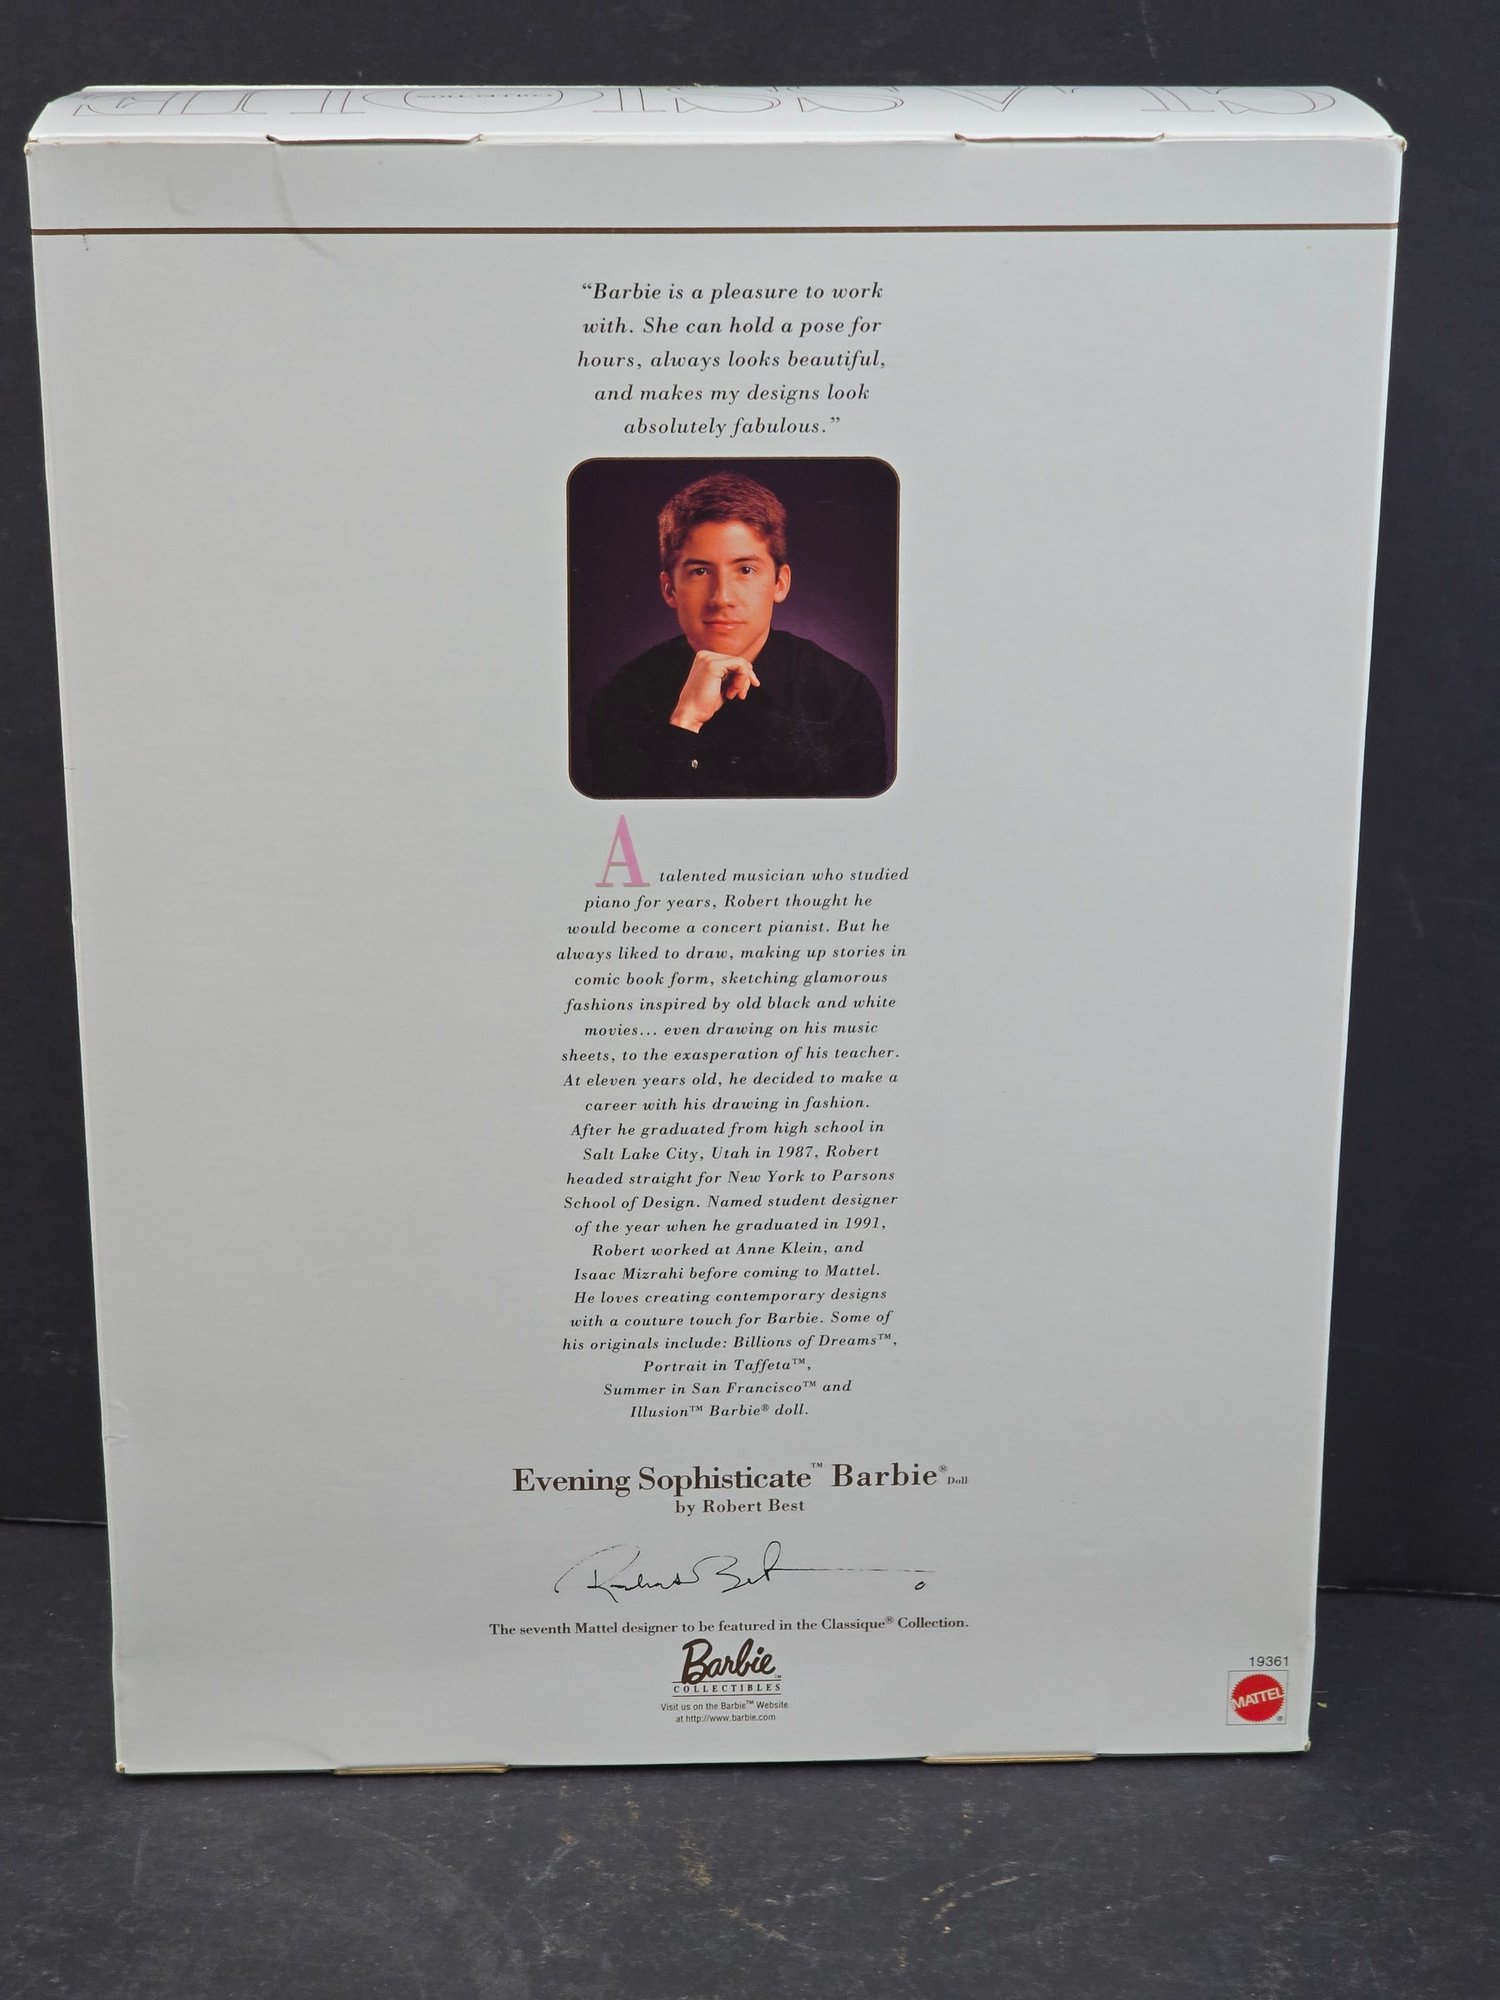 CLASSIQUE
COLLECTION
“Barbie is a pleasure to work
with. She can hold a pose for
hours, always looks beautiful,
and makes my designs look
absolutely fabulous.”
A talented musician who studied
piano for years, Robert thought he
would become a concert pianist. But he
always liked to draw, making up stories in
comic book form, sketching glamorous
fashions inspired by old black and white
movies... even drawing on his music
sheets, to the exasperation of his teacher.
At eleven years old, he decided to make a
career with his drawing in fashion.
After he graduated from high school in
Salt Lake City, Utah in 1987, Robert
headed straight for New York to Parsons
School of Design. Named student designer
of the year when he graduated in 1991,
Robert worked at Anne Klein, and
Isaac Mizrahi before coming to Mattel.
He loves creating contemporary designs
with a couture touch for Barbie. Some of
his originals include: Billions of Dreams™,
Portrait in Taffeta™,
Summer in San Francisco™ and
Illusion™ Barbie® doll.
Evening Sophisticate™ Barbie® Doll
by Robert Best
Robert Best
The seventh Mattel designer to be featured in the Classique® Collection.
Barbie™
COLLECTIBLES
Visit us on the Barbie™ Website
at http://www.barbie.com
19361
MATTEL®